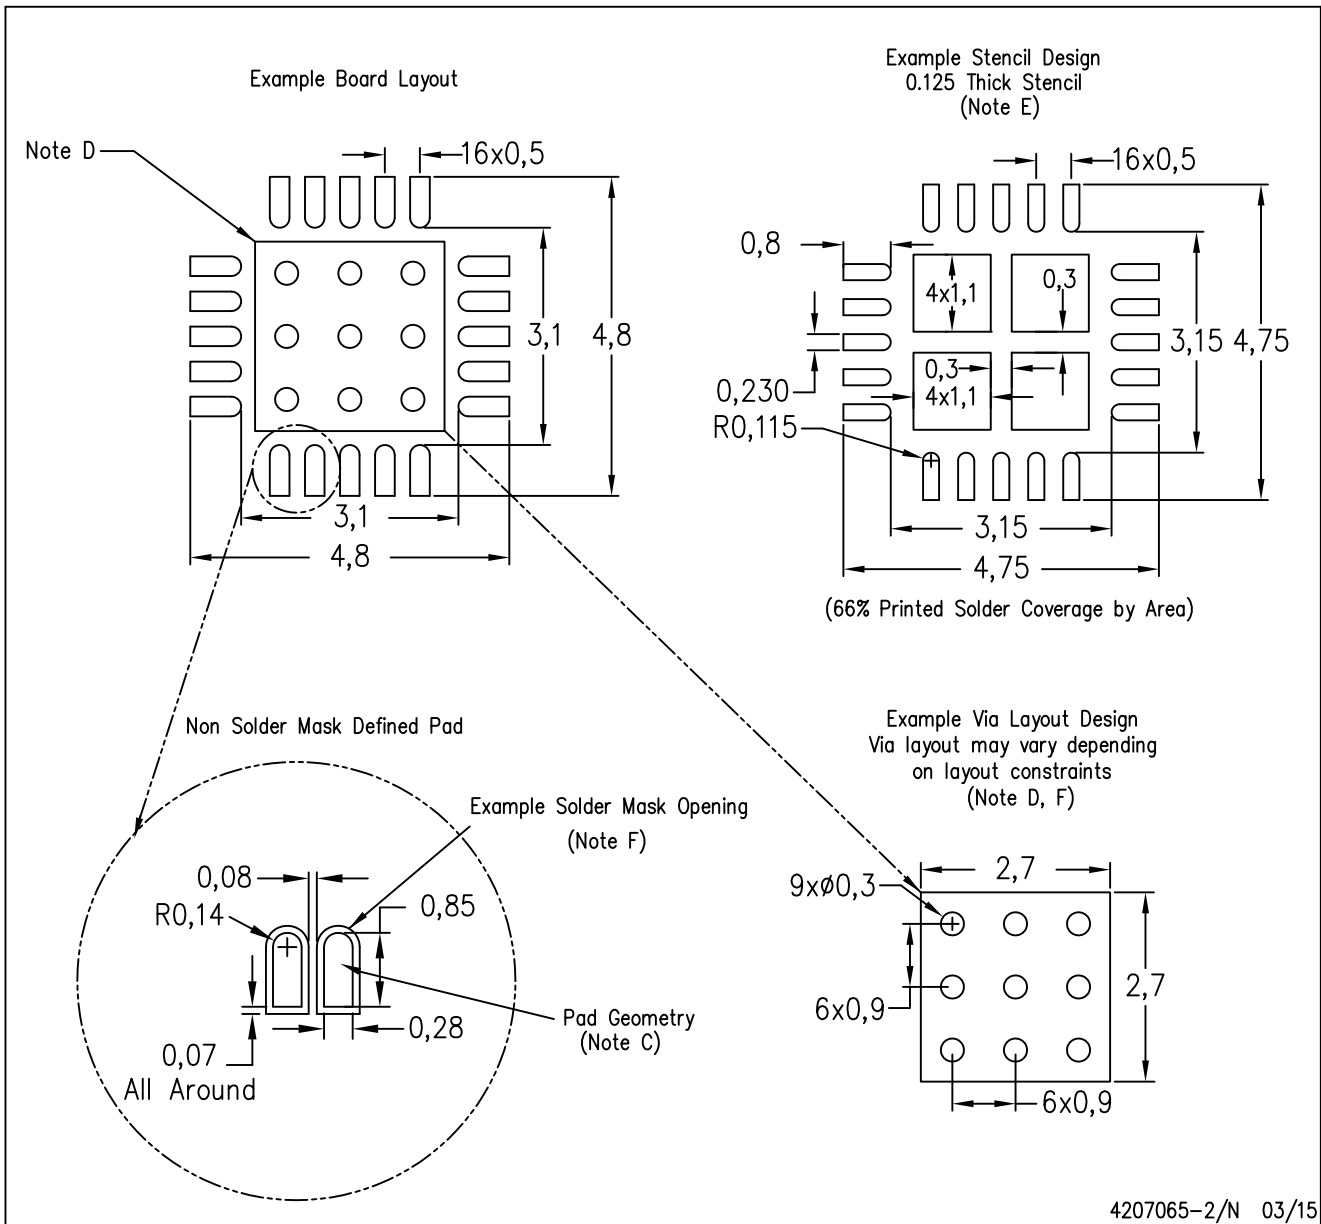 Example Board Layout
Note D
16x0,5
3,1
4,8
3,1
4,8
Example Stencil Design
0.125 Thick Stencil
(Note E)
16x0,5
0,8
4x1,1
0,3
3,15
4,75
0,3
4x1,1
0,230
R0,115
3,15
4,75
(66% Printed Solder Coverage by Area)
Non Solder Mask Defined Pad
Example Solder Mask Opening
(Note F)
0,08
R0,14
0,85
0,28
Pad Geometry
(Note C)
0,07
All Around
Example Via Layout Design
Via layout may vary depending
on layout constraints
(Note D, F)
2,7
9xø0,3
6x0,9
2,7
6x0,9
4207065-2/N 03/15